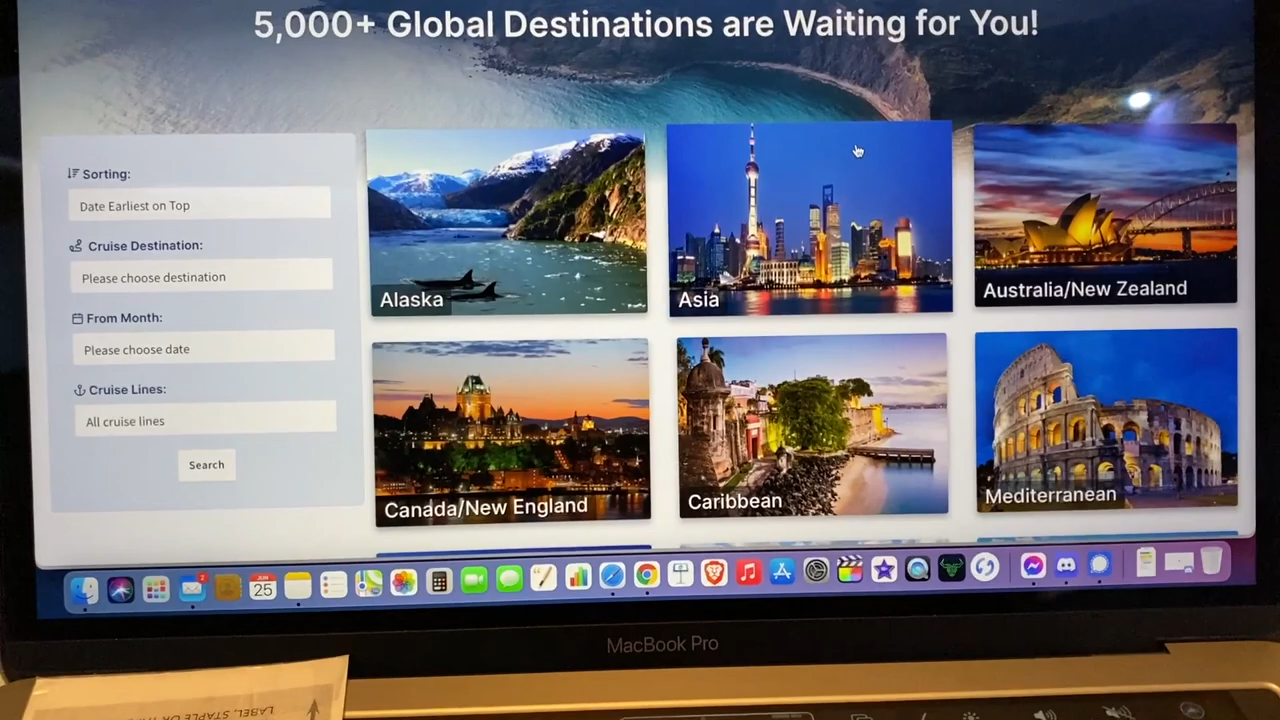 5,000+ Global Destinations are Waiting for You!
Sorting:
Date Earliest on Top
Cruise Destination:
Please choose destination
From Month:
Please choose date
Cruise Lines:
All cruise lines
Search
Alaska
Asia
Australia/New Zealand
Canada/New England
Caribbean
Mediterranean
2
JUN
25
MacBook Pro
LABEL, STAPLE OR